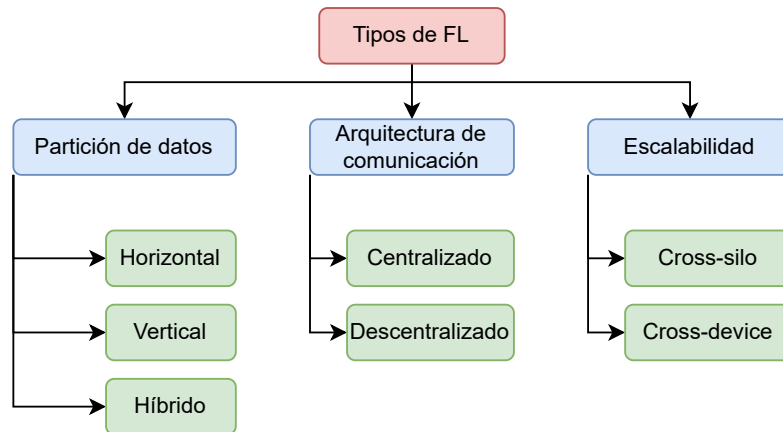 Tipos de FL
Partición de datos
Arquitectura de
comunicación
Escalabilidad
Horizontal
Vertical
Híbrido
Centralizado
Descentralizado
Cross-silo
Cross-device